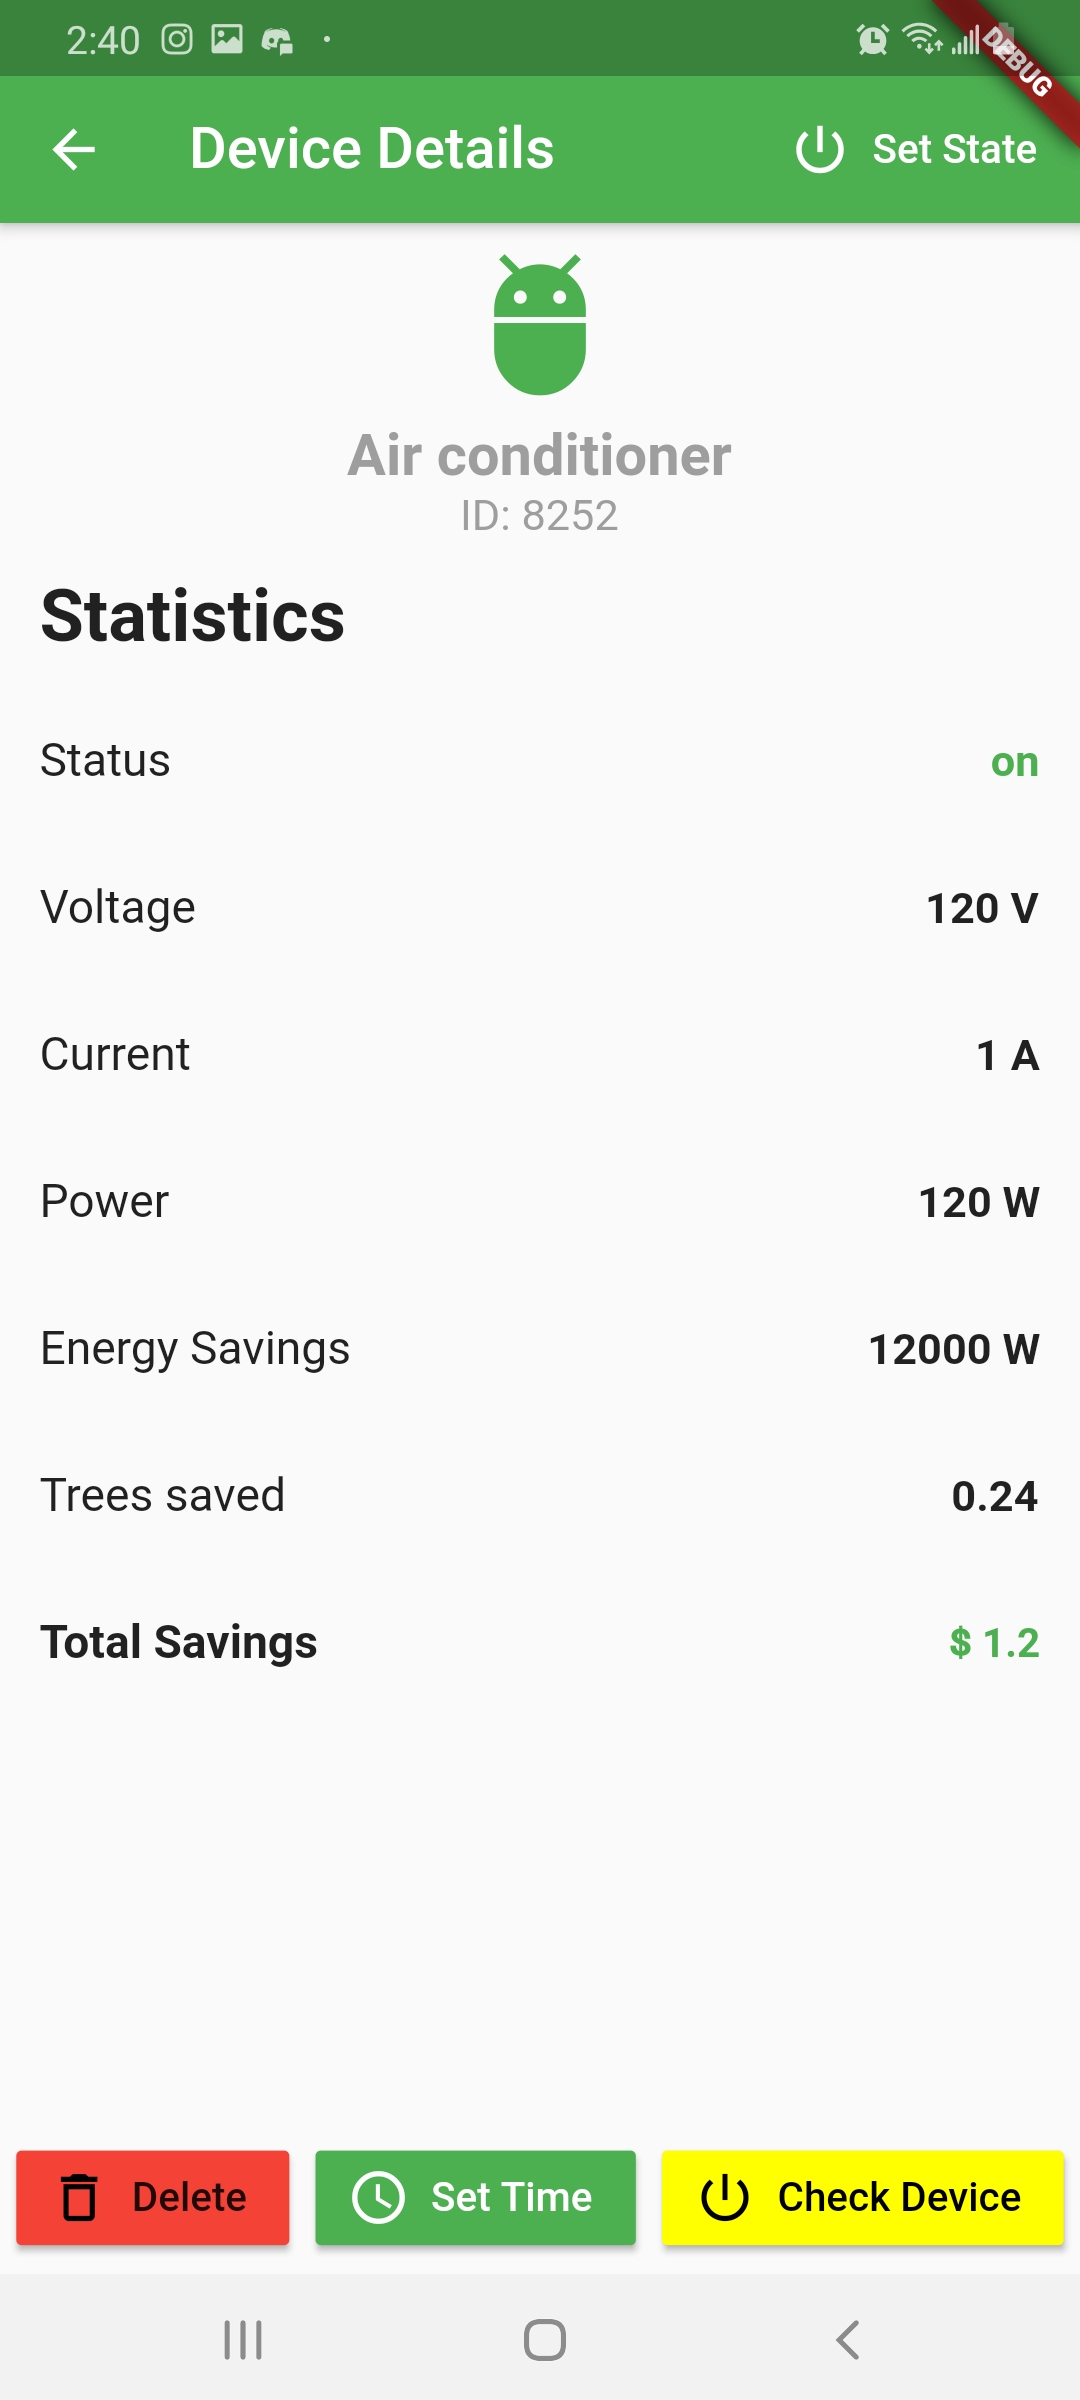 2:40
DEBUG
Device Details
Set State
Air conditioner
ID: 8252
Statistics
Status on
Voltage 120 V
Current 1 A
Power 120 W
Energy Savings 12000 W
Trees saved 0.24
Total Savings $ 1.2
Delete
Set Time
Check Device